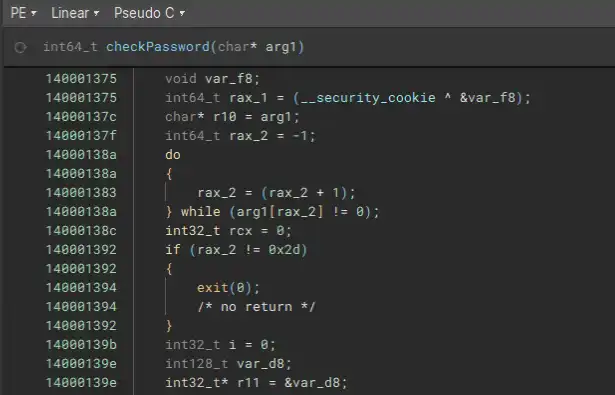 PE ▾ Linear ▾ Pseudo C ▾
int64_t checkPassword(char* arg1)
140001375 void var_f8;
140001375 int64_t rax_1 = (__security_cookie ^ &var_f8);
14000137c char* r10 = arg1;
14000137f int64_t rax_2 = -1;
14000138a do
14000138a {
140001383 rax_2 = (rax_2 + 1);
14000138a } while (arg1[rax_2] != 0);
14000138c int32_t rcx = 0;
140001392 if (rax_2 != 0x2d)
140001392 {
140001394 exit(0);
140001394 /* no return */
140001392 }
14000139b int32_t i = 0;
14000139e int128_t var_d8;
14000139e int32_t* r11 = &var_d8;